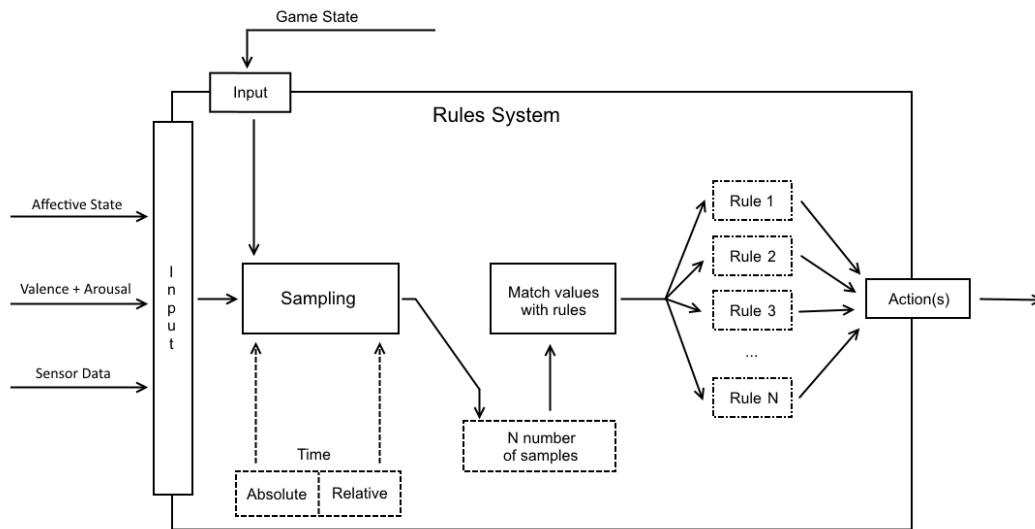 Game State
Input
Rules System
Affective State
Valence + Arousal
Sensor Data
Input
Sampling
Time
Absolute
Relative
N number
of samples
Match values
with rules
Rule 1
Rule 2
Rule 3
...
Rule N
Action(s)